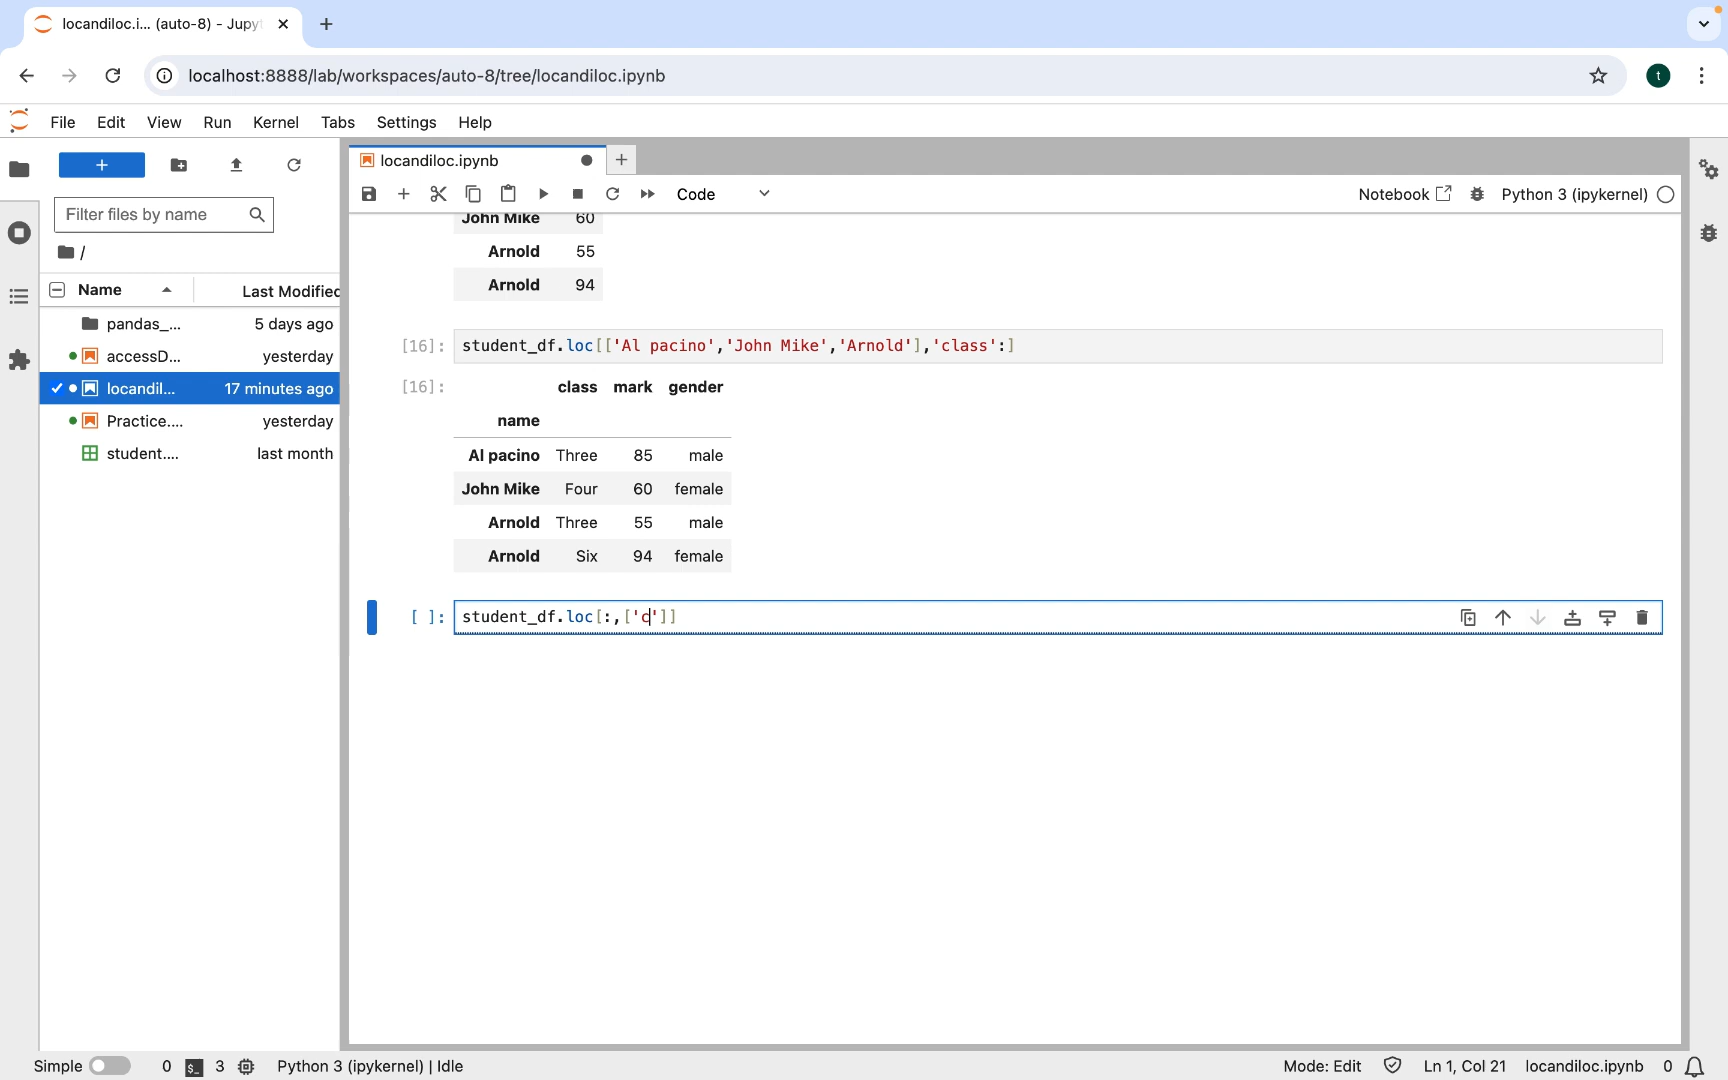 locandiloc.i... (auto-8) - Jupy
localhost:8888/lab/workspaces/auto-8/tree/locandiloc.ipynb
t
File Edit View Run Kernel Tabs Settings Help
locandiloc.ipynb
Code
Notebook
Python 3 (ipykernel)
Filter files by name
/
Name Last Modified
pandas_... 5 days ago
accessD... yesterday
locandil... 17 minutes ago
Practice.... yesterday
student.... last month
John Mike 60
Arnold 55
Arnold 94
[16]: student_df.loc[['Al pacino','John Mike','Arnold'],'class':]
[16]: class mark gender
name
Al pacino Three 85 male
John Mike Four 60 female
Arnold Three 55 male
Arnold Six 94 female
[ ]: student_df.loc[:,['c']]
Simple 0 $_ 3 Python 3 (ipykernel) | Idle Mode: Edit Ln 1, Col 21 locandiloc.ipynb 0